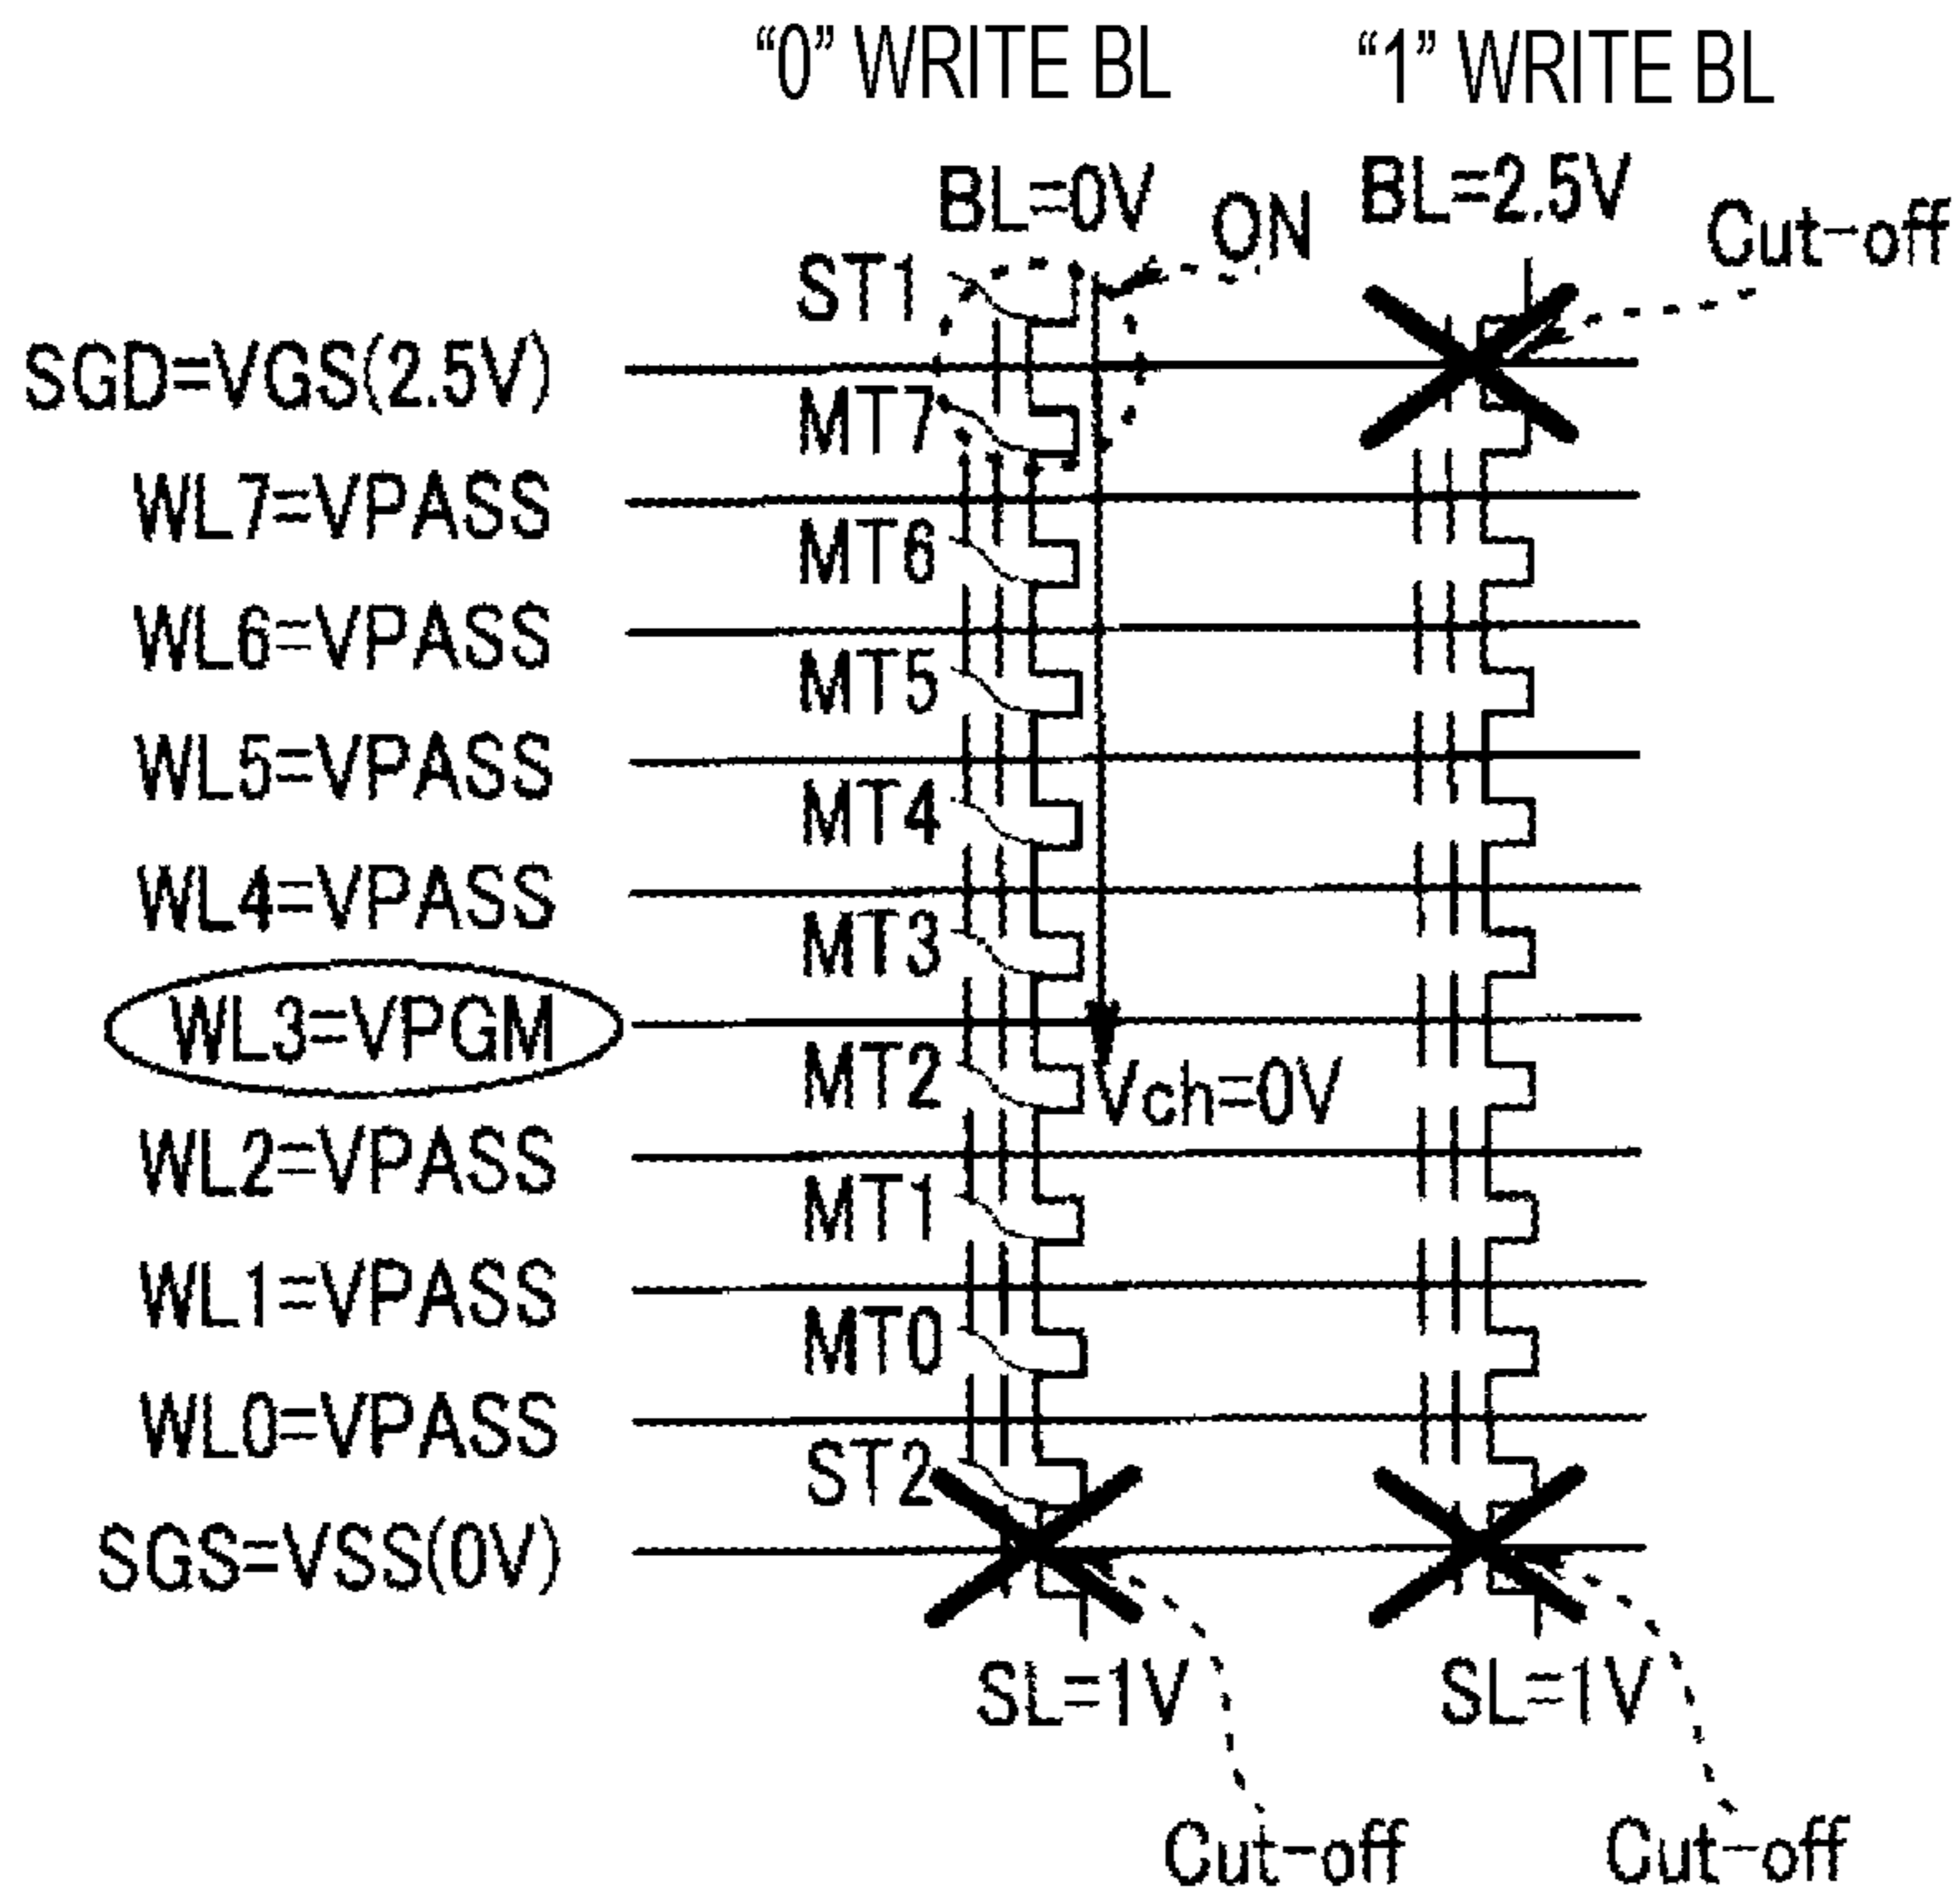 “0” WRITE BL “1” WRITE BL
BL=0V ON BL=2.5V Cut-off
ST1
SGD=VGS(2.5V)
MT7
WL7=VPASS
MT6
WL6=VPASS
MT5
WL5=VPASS
MT4
WL4=VPASS
MT3
WL3=VPGM
MT2 Vch=0V
WL2=VPASS
MT1
WL1=VPASS
MT0
WL0=VPASS
ST2
SGS=VSS(0V)
SL=1V SL=1V
Cut-off Cut-off